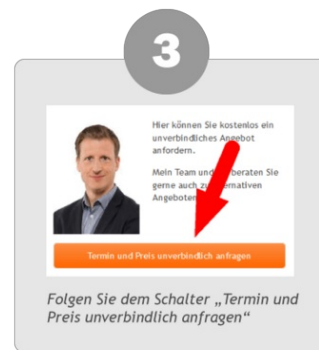 3
Hier können Sie kostenlos ein
unverbindliches Angebot
anfordern.
Mein Team und beraten Sie
gerne auch zu
Angeboten
Termin und Preis unverbindlich anfragen
Folgen Sie dem Schalter „Termin und
Preis unverbindlich anfragen“